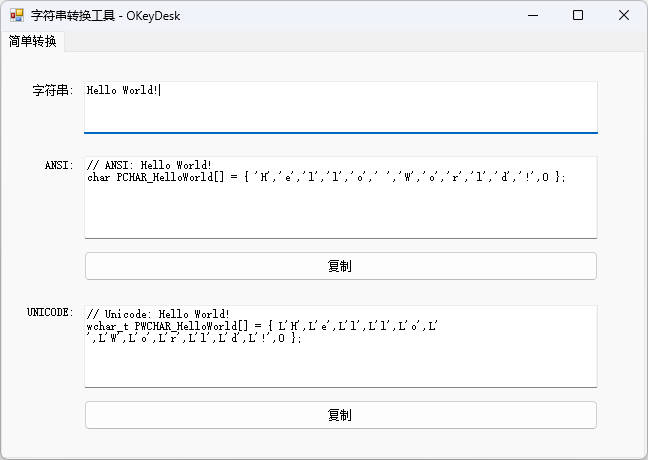 字符串转换工具 - OKeyDesk
简单转换
字符串:
Hello World!
ANSI:
// ANSI: Hello World!
char PCHAR_HelloWorld[] = { 'H','e','l','l','o',' ','W','o','r','l','d','!',0 };
复制
UNICODE:
// Unicode: Hello World!
wchar_t PWCHAR_HelloWorld[] = { L'H',L'e',L'l',L'l',L'o',L'
',L'W',L'o',L'r',L'l',L'd',L'!',0 };
复制